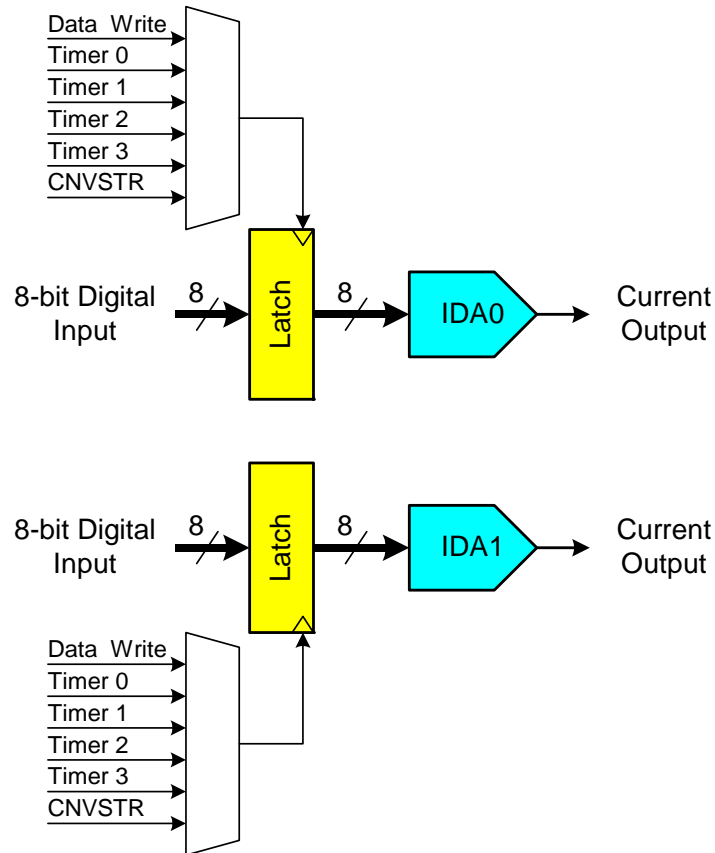 Data Write
Timer 0
Timer 1
Timer 2
Timer 3
CNVSTR
8-bit Digital
Input
8
Latch
8
IDA0
Current
Output
8-bit Digital
Input
8
Latch
8
IDA1
Current
Output
Data Write
Timer 0
Timer 1
Timer 2
Timer 3
CNVSTR